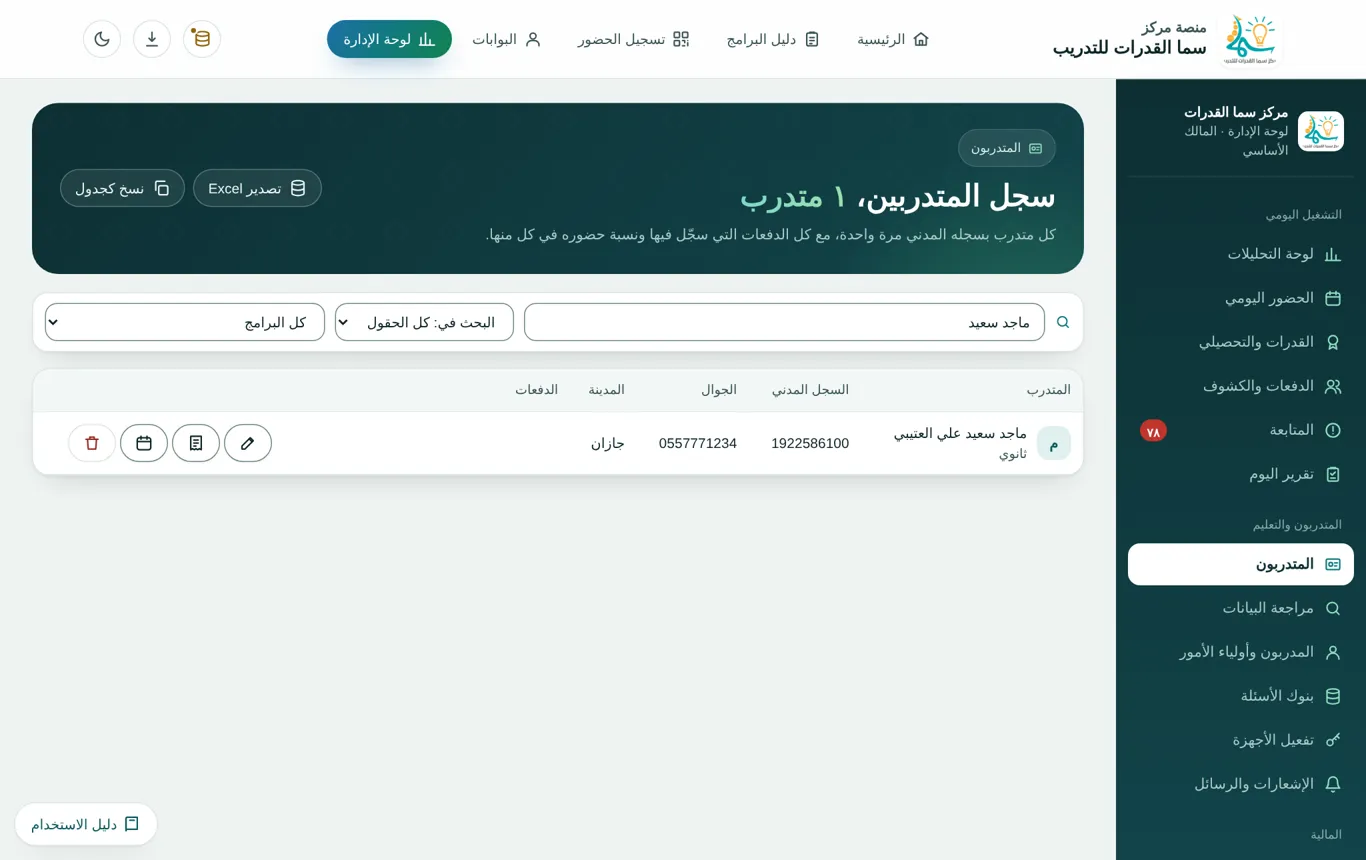 منصة مركز
سما القدرات للتدريب
الرئيسية
دليل البرامج
تسجيل الحضور
البوابات
لوحة الإدارة
مركز سما القدرات
لوحة الإدارة · المالك
الأساسي
التشغيل اليومي
لوحة التحليلات
الحضور اليومي
القدرات والتحصيلي
الدفعات والكشوف
المتابعة
٧٨
تقرير اليوم
المتدربون والتعليم
المتدربون
مراجعة البيانات
المدربون وأولياء الأمور
بنوك الأسئلة
تفعيل الأجهزة
الإشعارات والرسائل
المالية
المتدربون
سجل المتدربين، ١ متدرب
كل متدرب بسجله المدني مرة واحدة، مع كل الدفعات التي سجّل فيها ونسبة حضوره في كل منها.
تصدير Excel
نسخ كجدول
ماجد سعيد
البحث في: كل الحقول
كل البرامج
المتدرب
السجل المدني
الجوال
المدينة
الدفعات
م
ماجد سعيد علي العتيبي
ثانوي
1922586100
0557771234
جازان
دليل الاستخدام